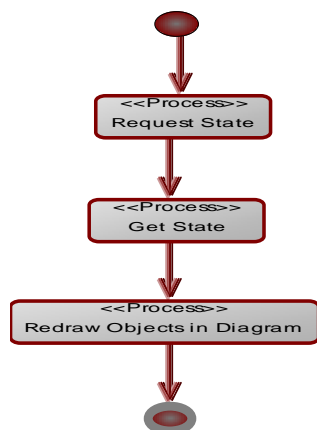 <<Process>>
Request State
<<Process>>
Get State
<<Process>>
Redraw Objects in Diagram